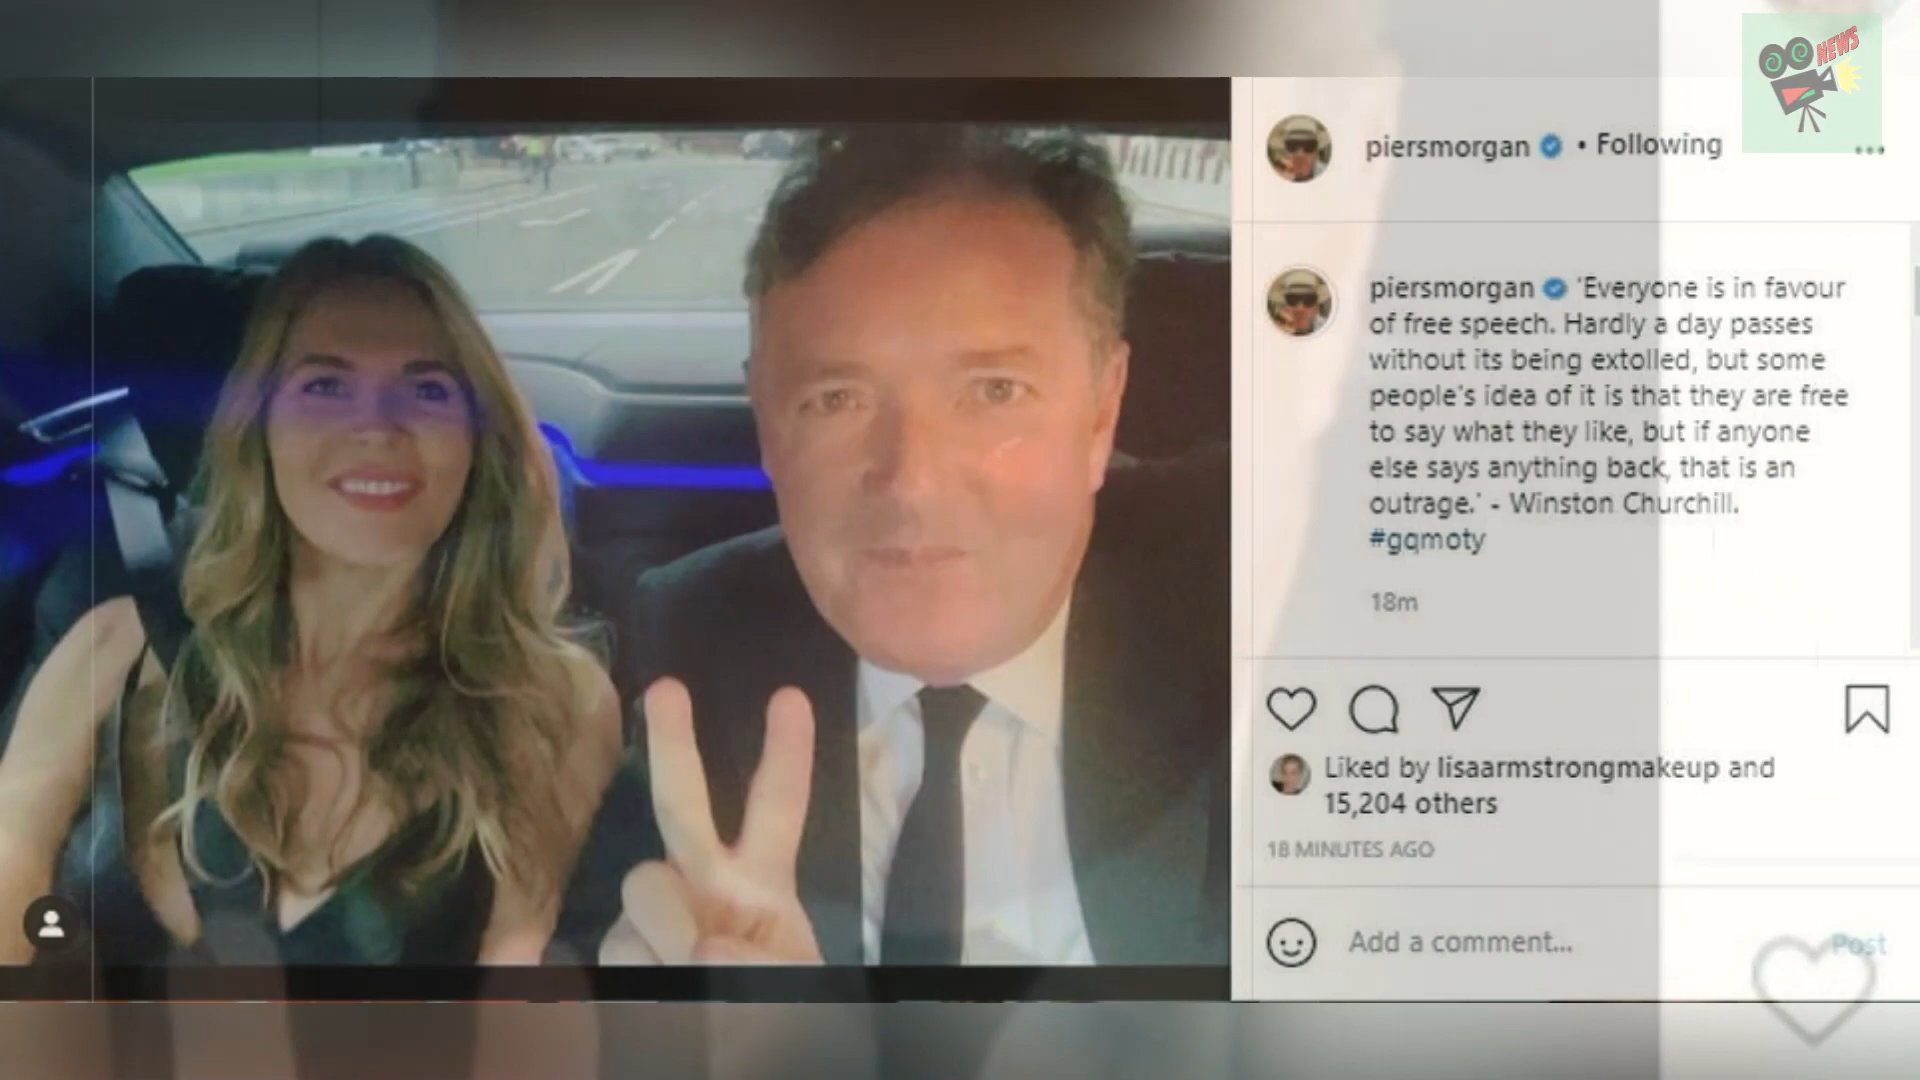 NEWS
piersmorgan • Following
piersmorgan 'Everyone is in favour
of free speech. Hardly a day passes
without its being extolled, but some
people's idea of it is that they are free
to say what they like, but if anyone
else says anything back, that is an
outrage.' - Winston Churchill.
#gqmoty
18m
Liked by lisaarmstrongmakeup and
15,204 others
18 MINUTES AGO
Add a comment...
Post